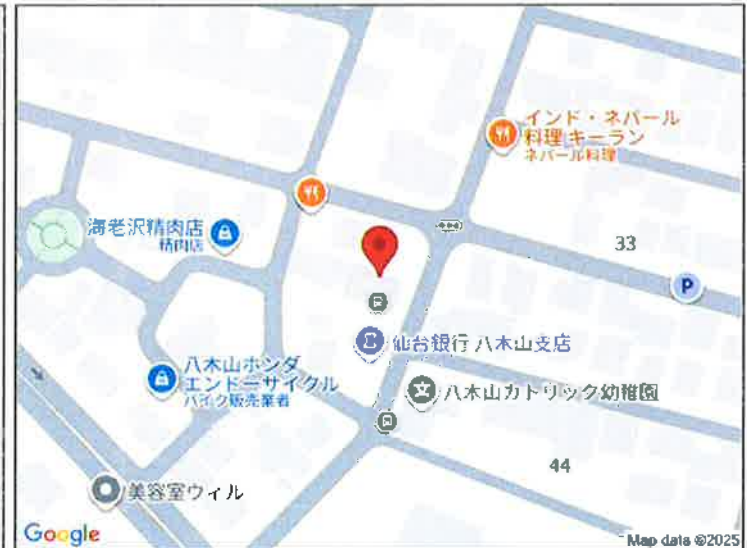 インド・ネパール
料理 キーラン
ネパール料理
海老沢精肉店
精肉店
33
P
仙台銀行 八木山支店
八木山ホンダ
エンドーサイクル
バイク販売業者
文
八木山カトリック幼稚園
44
美容室ウィル
Google
Map data ©2025